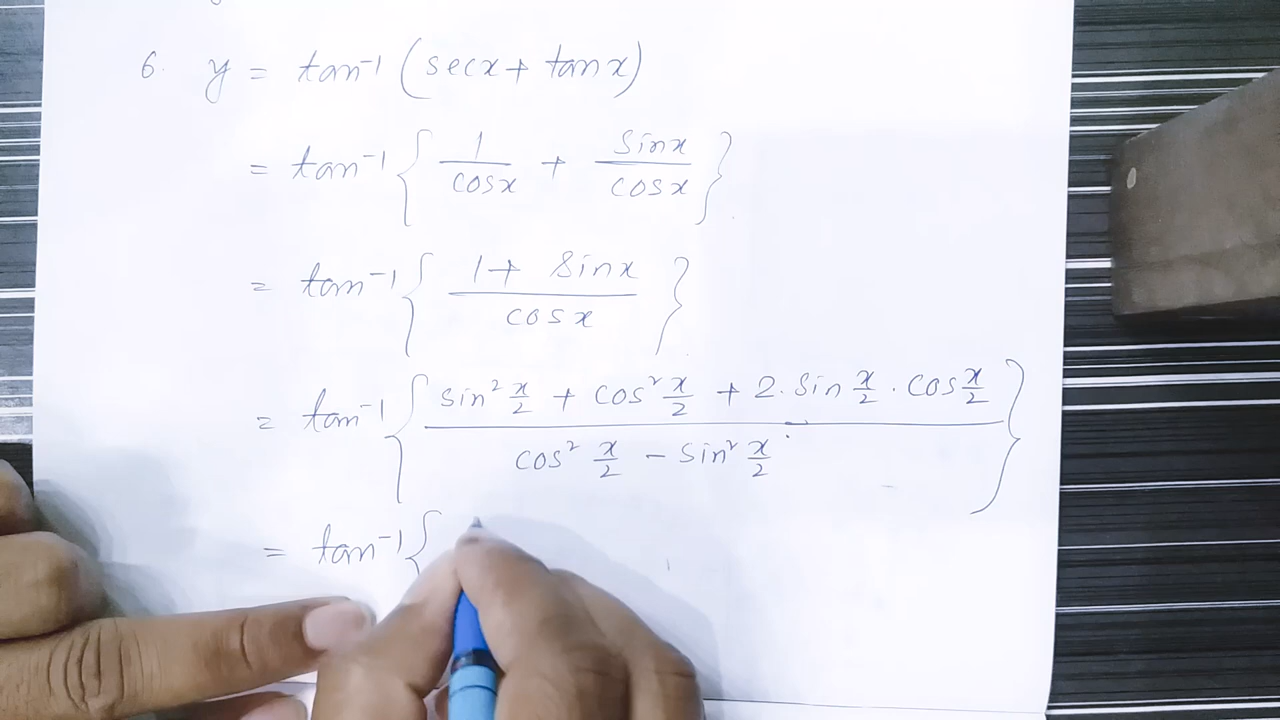 6. y = tan⁻¹ (secx + tanx)
= tan⁻¹ { 1/cosx + sinx/cosx }
= tan⁻¹ { (1 + sinx)/cosx }
= tan⁻¹ { (sin² x/2 + cos² x/2 + 2. sin x/2 . cos x/2)/(cos² x/2 − sin² x/2) }
= tan⁻¹ {